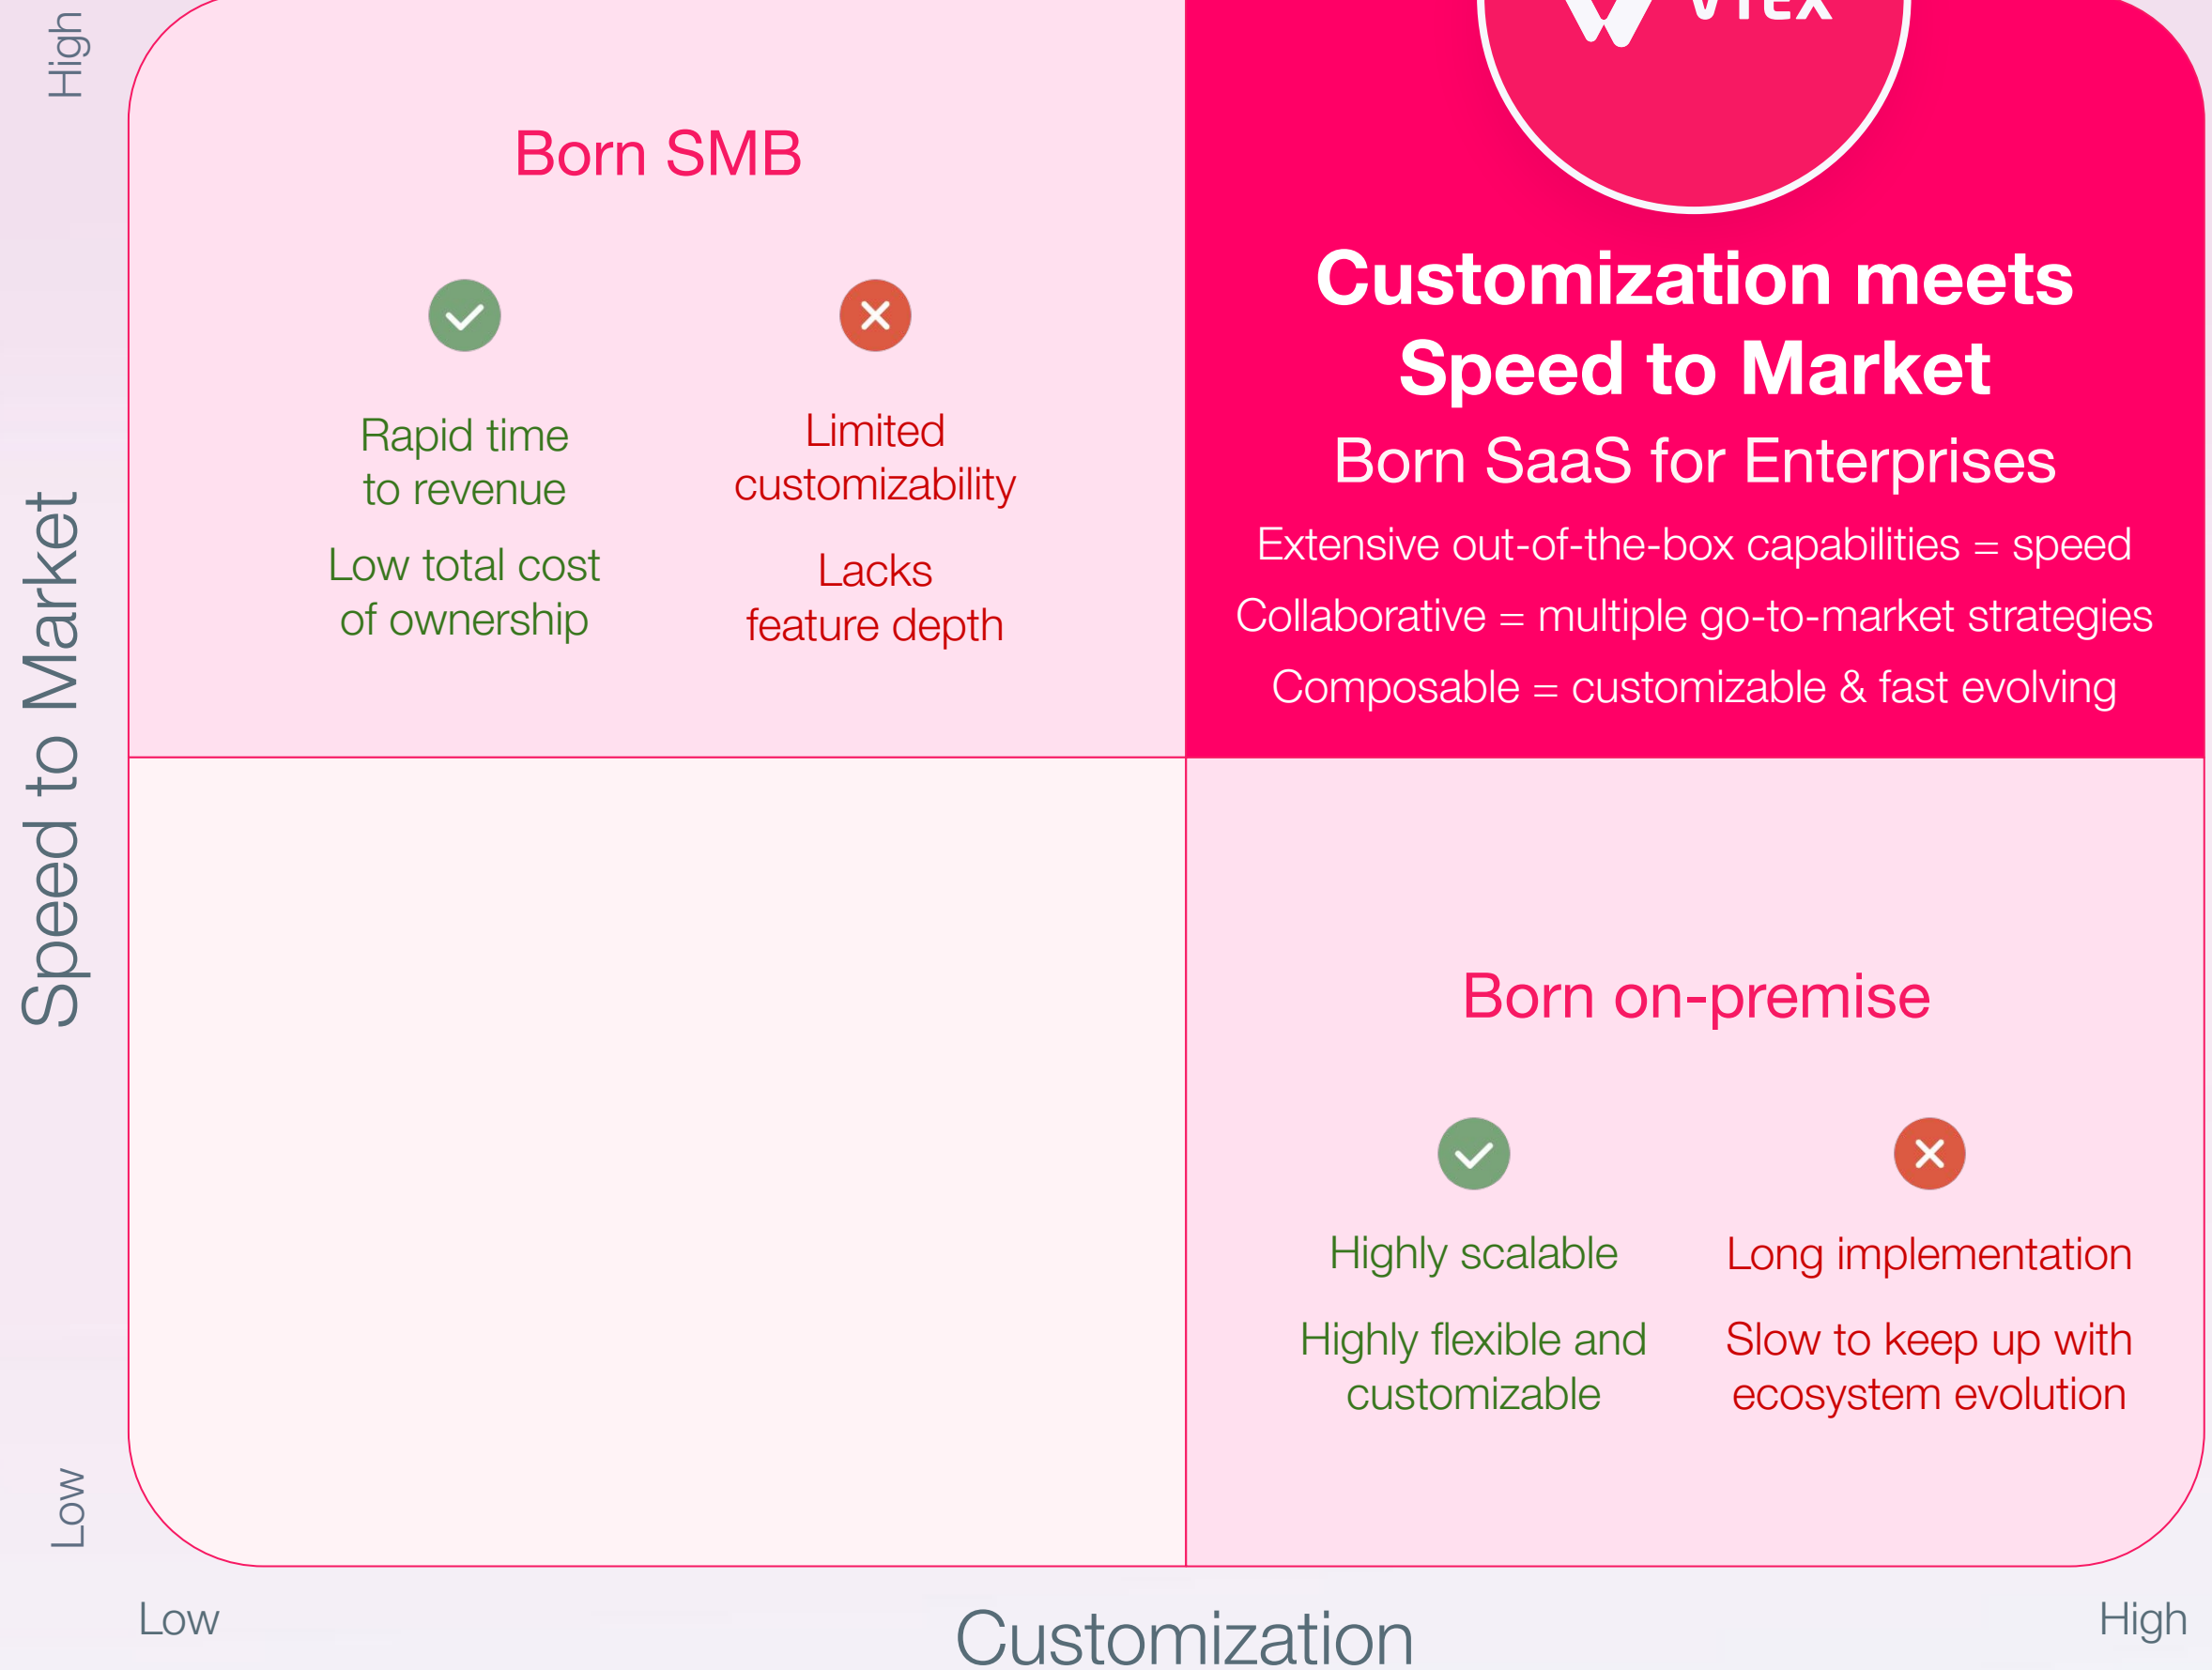 High
Speed to Market
Low
Born SMB
Rapid time
to revenue
Low total cost
of ownership
Limited
customizability
Lacks
feature depth
VTEX
Customization meets
Speed to Market
Born SaaS for Enterprises
Extensive out-of-the-box capabilities = speed
Collaborative = multiple go-to-market strategies
Composable = customizable & fast evolving
Born on-premise
Highly scalable
Highly flexible and
customizable
Long implementation
Slow to keep up with
ecosystem evolution
Low
Customization
High